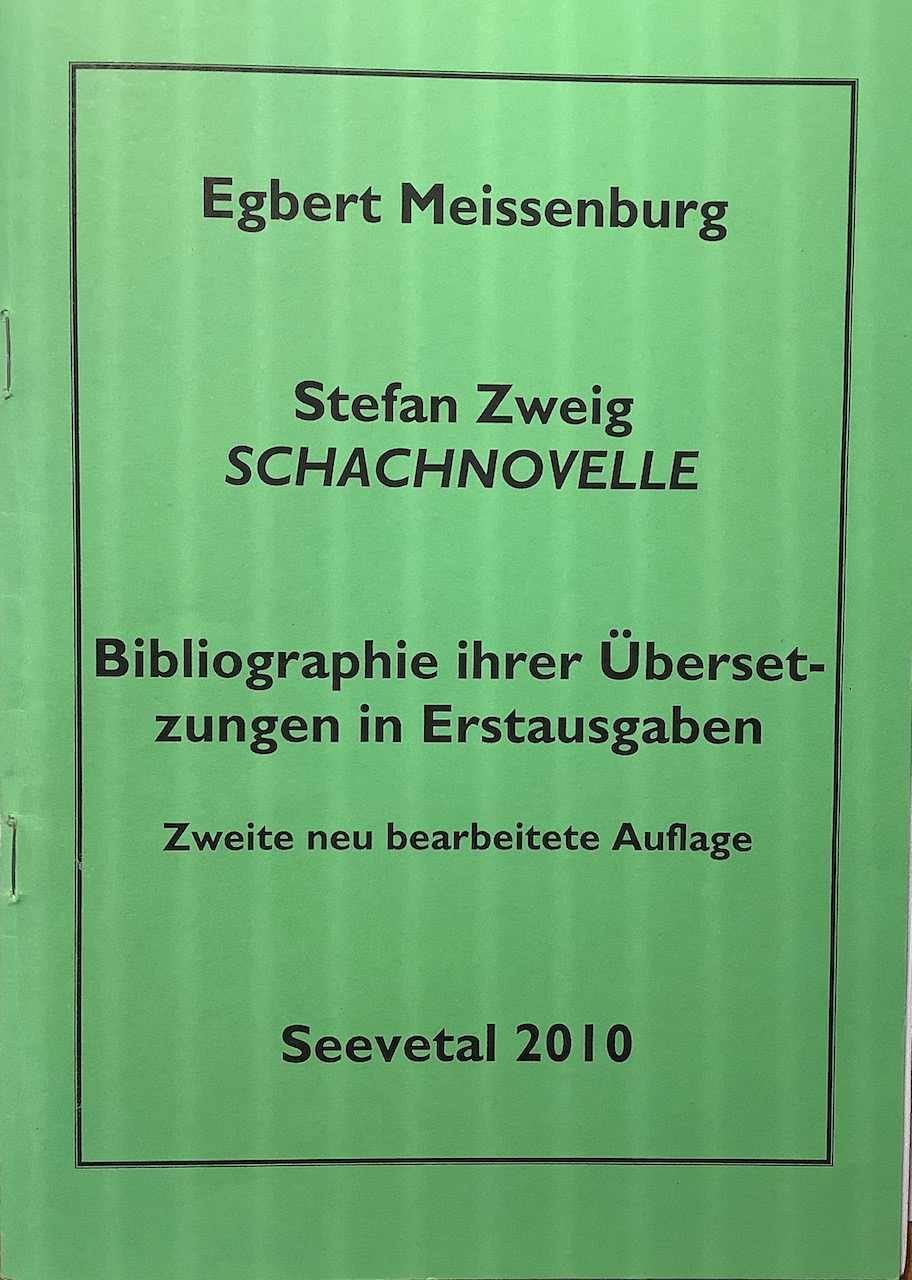 Egbert Meissenburg
Stefan Zweig
SCHACHNOVELLE
Bibliographie ihrer Überset-
zungen in Erstausgaben
Zweite neu bearbeitete Auflage
Seevetal 2010